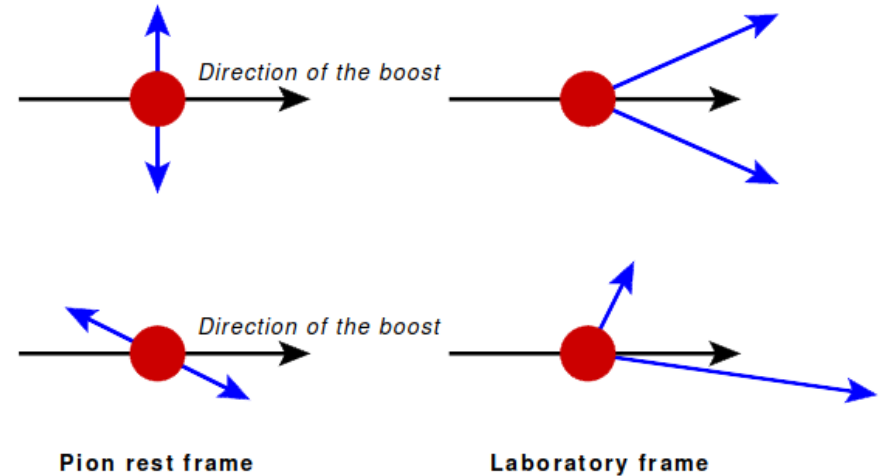 Direction of the boost
Direction of the boost
Pion rest frame
Laboratory frame